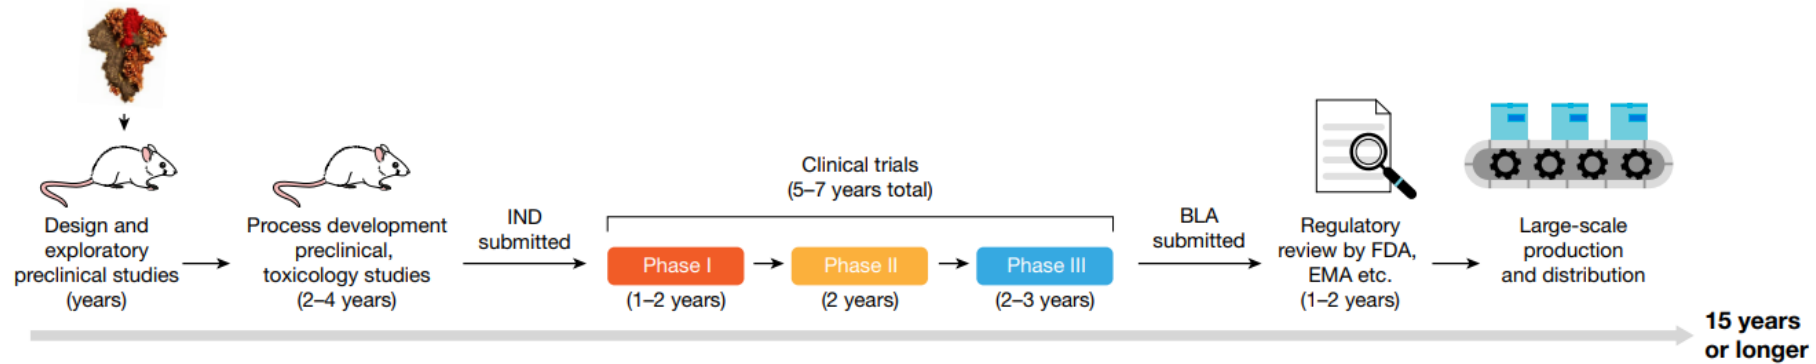 Design and
exploratory
preclinical studies
(years)
Process development
preclinical,
toxicology studies
(2–4 years)
IND
submitted
Clinical trials
(5–7 years total)
Phase I
(1–2 years)
Phase II
(2 years)
Phase III
(2–3 years)
BLA
submitted
Regulatory
review by FDA,
EMA etc.
(1–2 years)
Large-scale
production
and distribution
15 years
or longer